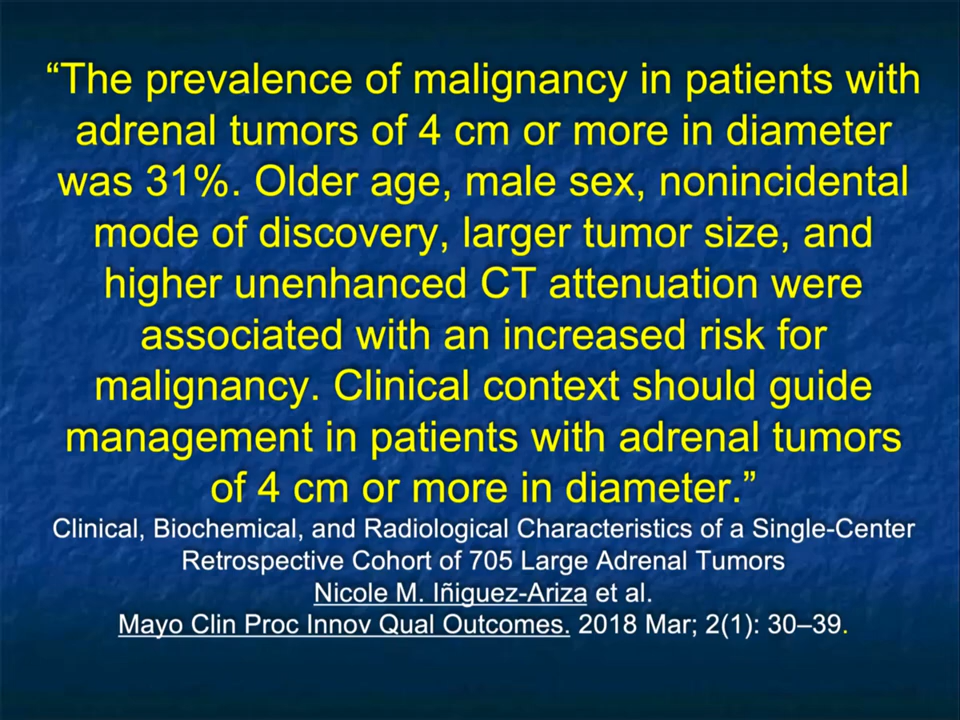 “The prevalence of malignancy in patients with
adrenal tumors of 4 cm or more in diameter
was 31%. Older age, male sex, nonincidental
mode of discovery, larger tumor size, and
higher unenhanced CT attenuation were
associated with an increased risk for
malignancy. Clinical context should guide
management in patients with adrenal tumors
of 4 cm or more in diameter.”
Clinical, Biochemical, and Radiological Characteristics of a Single-Center
Retrospective Cohort of 705 Large Adrenal Tumors
Nicole M. Iñiguez-Ariza et al.
Mayo Clin Proc Innov Qual Outcomes. 2018 Mar; 2(1): 30–39.